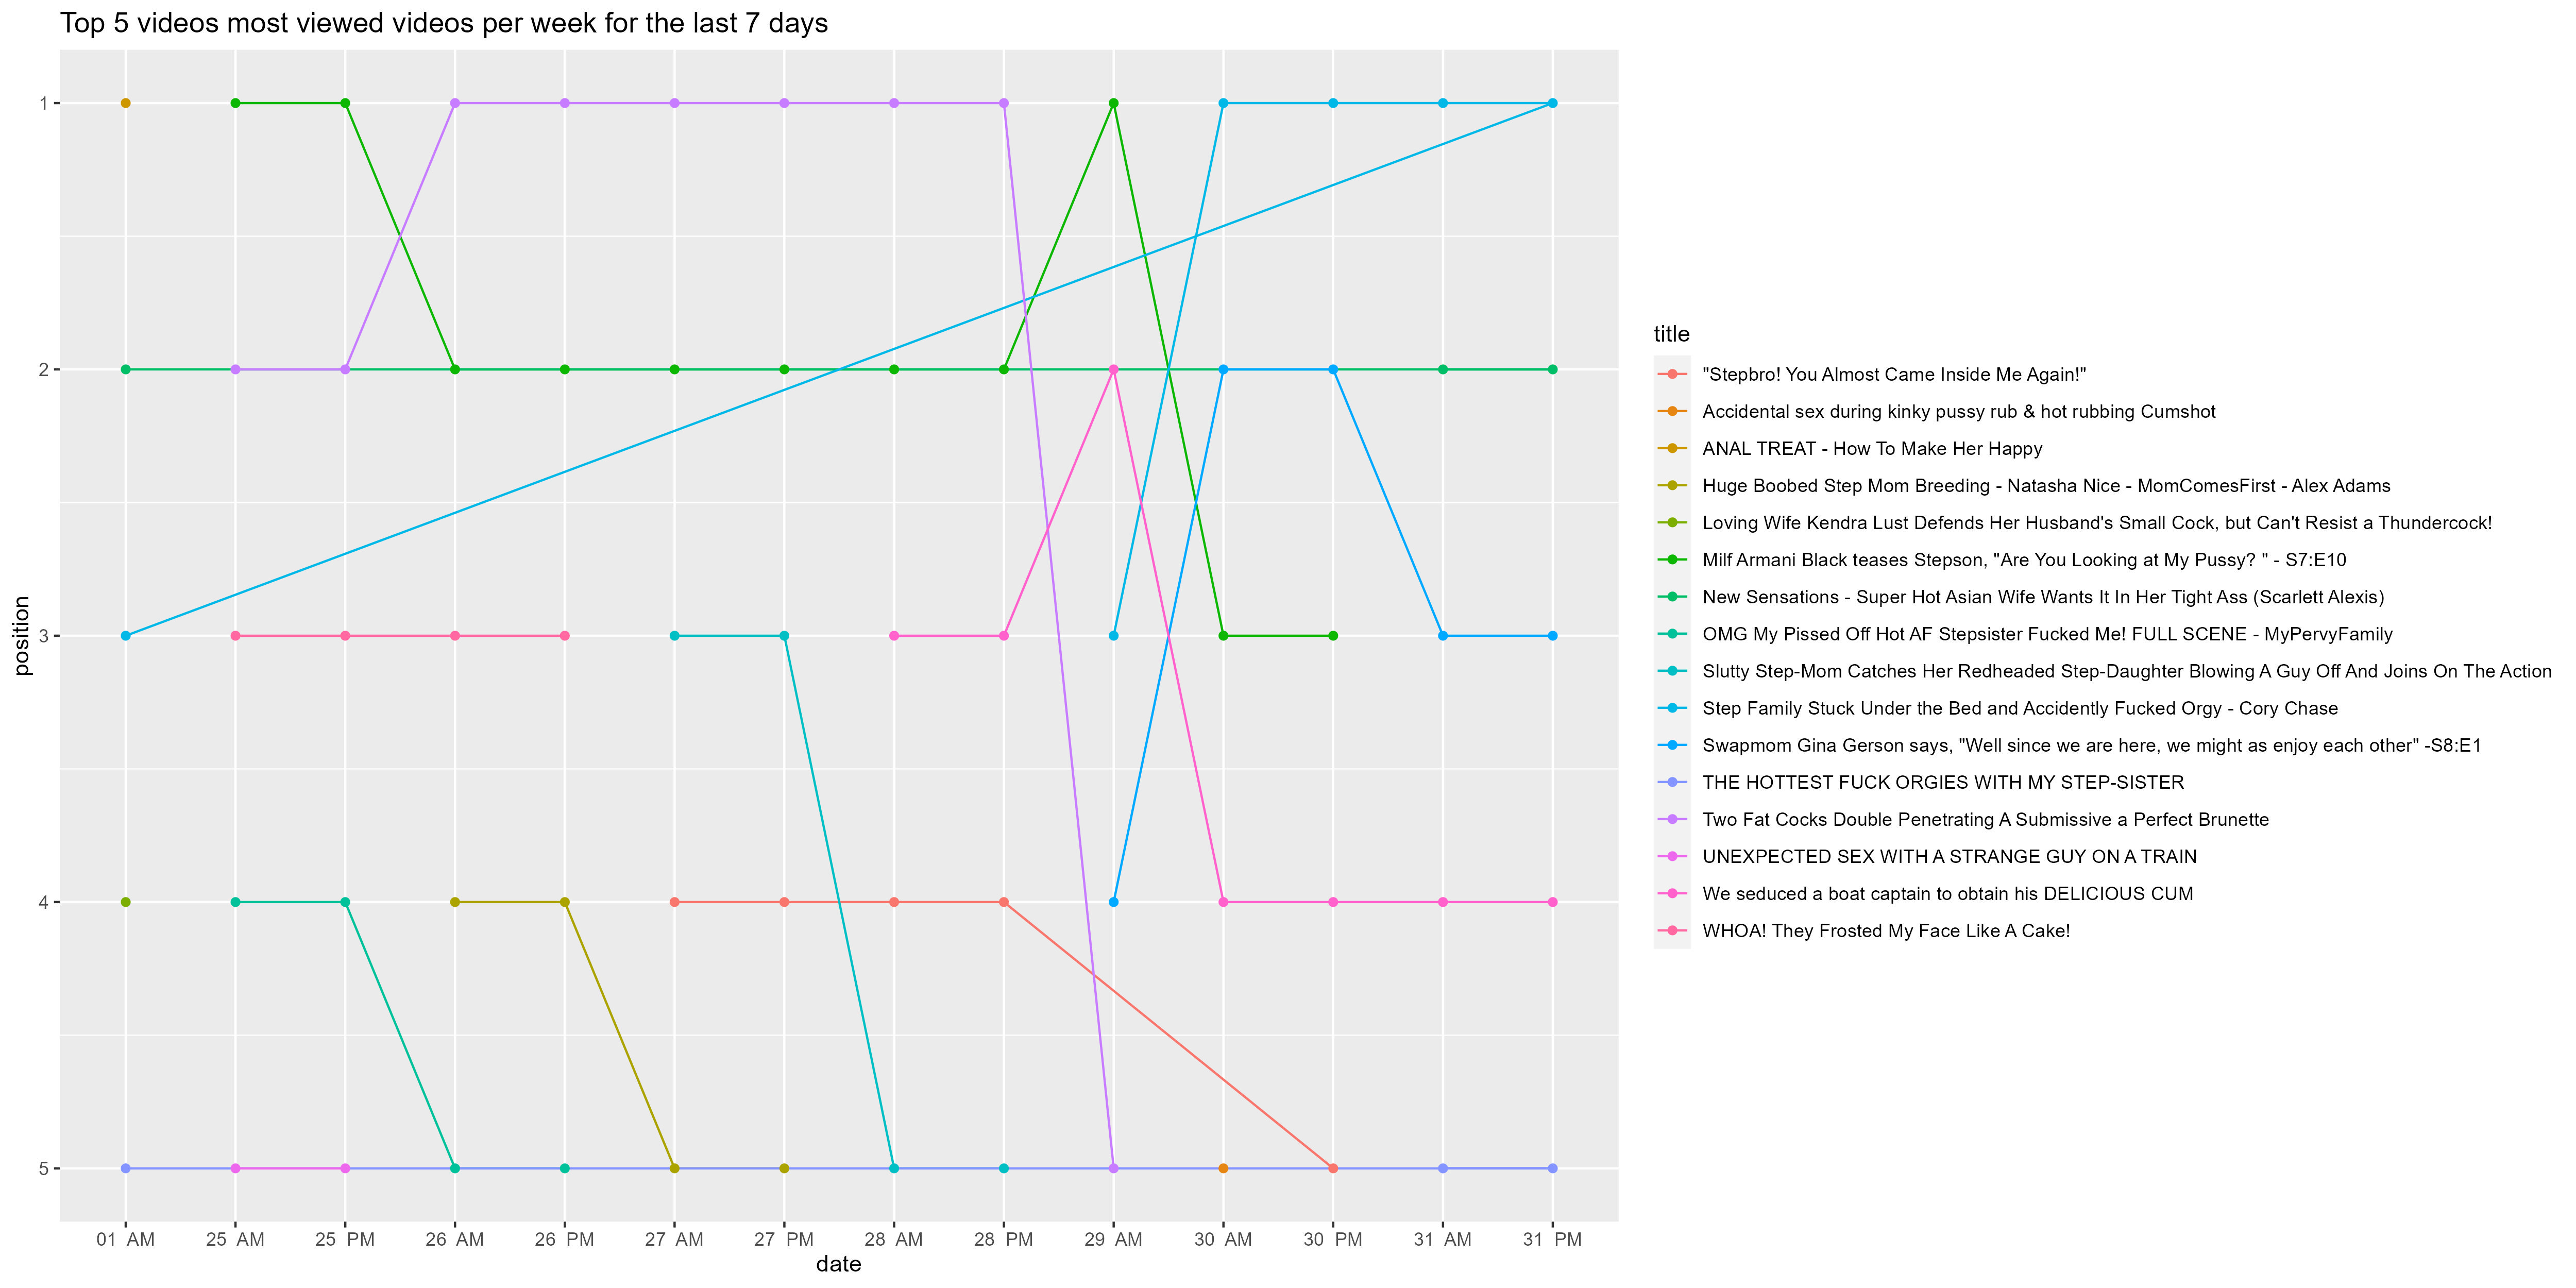 Top 5 videos most viewed videos per week for the last 7 days
position
1
2
3
4
5
01 AM 25 AM 25 PM 26 AM 26 PM 27 AM 27 PM 28 AM 28 PM 29 AM 30 AM 30 PM 31 AM 31 PM
date
title
"Stepbro! You Almost Came Inside Me Again!"
Accidental sex during kinky pussy rub & hot rubbing Cumshot
ANAL TREAT - How To Make Her Happy
Huge Boobed Step Mom Breeding - Natasha Nice - MomComesFirst - Alex Adams
Loving Wife Kendra Lust Defends Her Husband's Small Cock, but Can't Resist a Thundercock!
Milf Armani Black teases Stepson, "Are You Looking at My Pussy? " - S7:E10
New Sensations - Super Hot Asian Wife Wants It In Her Tight Ass (Scarlett Alexis)
OMG My Pissed Off Hot AF Stepsister Fucked Me! FULL SCENE - MyPervyFamily
Slutty Step-Mom Catches Her Redheaded Step-Daughter Blowing A Guy Off And Joins On The Action
Step Family Stuck Under the Bed and Accidently Fucked Orgy - Cory Chase
Swapmom Gina Gerson says, "Well since we are here, we might as enjoy each other" -S8:E1
THE HOTTEST FUCK ORGIES WITH MY STEP-SISTER
Two Fat Cocks Double Penetrating A Submissive a Perfect Brunette
UNEXPECTED SEX WITH A STRANGE GUY ON A TRAIN
We seduced a boat captain to obtain his DELICIOUS CUM
WHOA! They Frosted My Face Like A Cake!